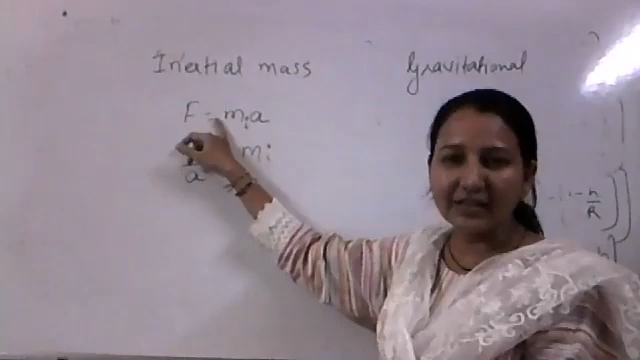 Inertial mass
Gravitational
F = mᵢa
a = mᵢ
- h
R